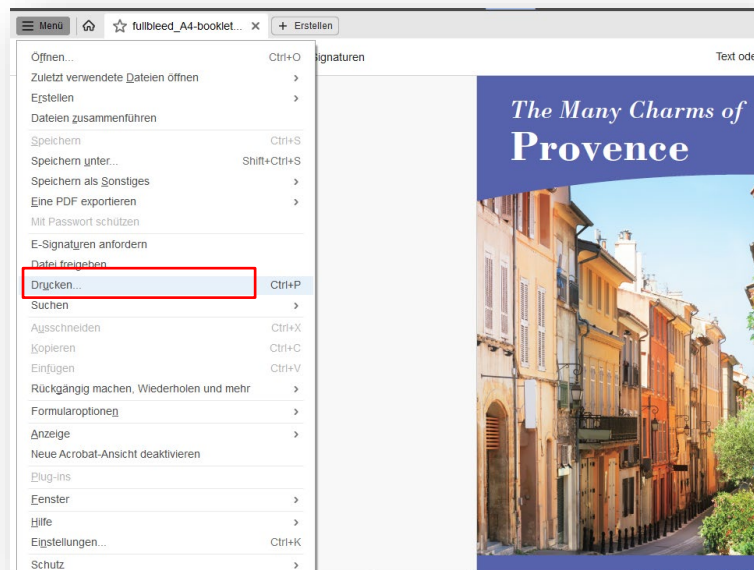 Menü fullbleed_A4-booklet... Erstellen
Öffnen... Ctrl+O
Zuletzt verwendete Dateien öffnen
Erstellen
Dateien zusammenführen
Speichern Ctrl+S
Speichern unter... Shift+Ctrl+S
Speichern als Sonstiges
Eine PDF exportieren
Mit Passwort schützen
E-Signaturen anfordern
Datei freigeben
Drucken... Ctrl+P
Suchen
Ausschneiden Ctrl+X
Kopieren Ctrl+C
Einfügen Ctrl+V
Rückgängig machen, Wiederholen und mehr
Formularoptionen
Anzeige
Neue Acrobat-Ansicht deaktivieren
Plug-ins
Fenster
Hilfe
Einstellungen... Ctrl+K
Schutz
ignaturen
Text ode
The Many Charms of
Provence